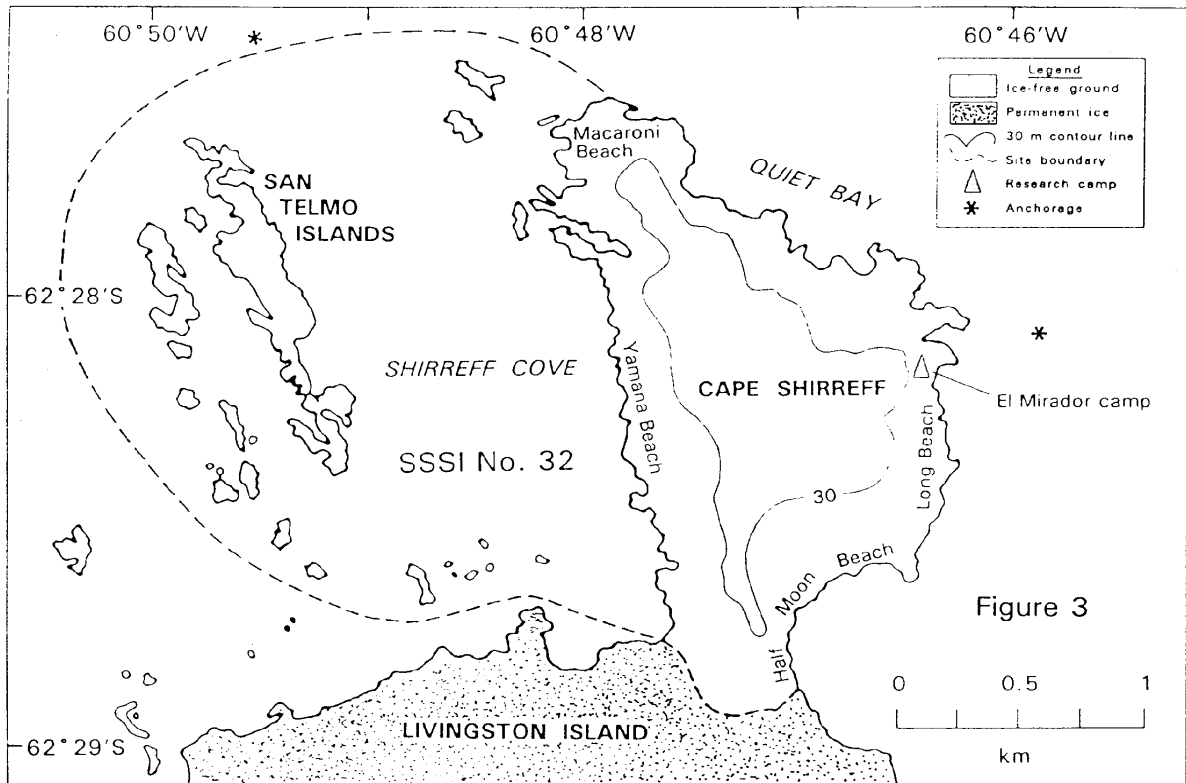 60°50'W
60°48'W
60°46'W
Legend
Ice-free ground
Permanent ice
30 m contour line
Site boundary
Research camp
Anchorage
Macaroni
Beach
QUIET BAY
SAN
TELMO
ISLANDS
62°28'S
SHIRREFF COVE
Yamana Beach
CAPE SHIRREFF
El Mirador camp
Long Beach
SSSI No. 32
30
Half Moon Beach
Figure 3
0 0.5 1
km
LIVINGSTON ISLAND
62°29'S